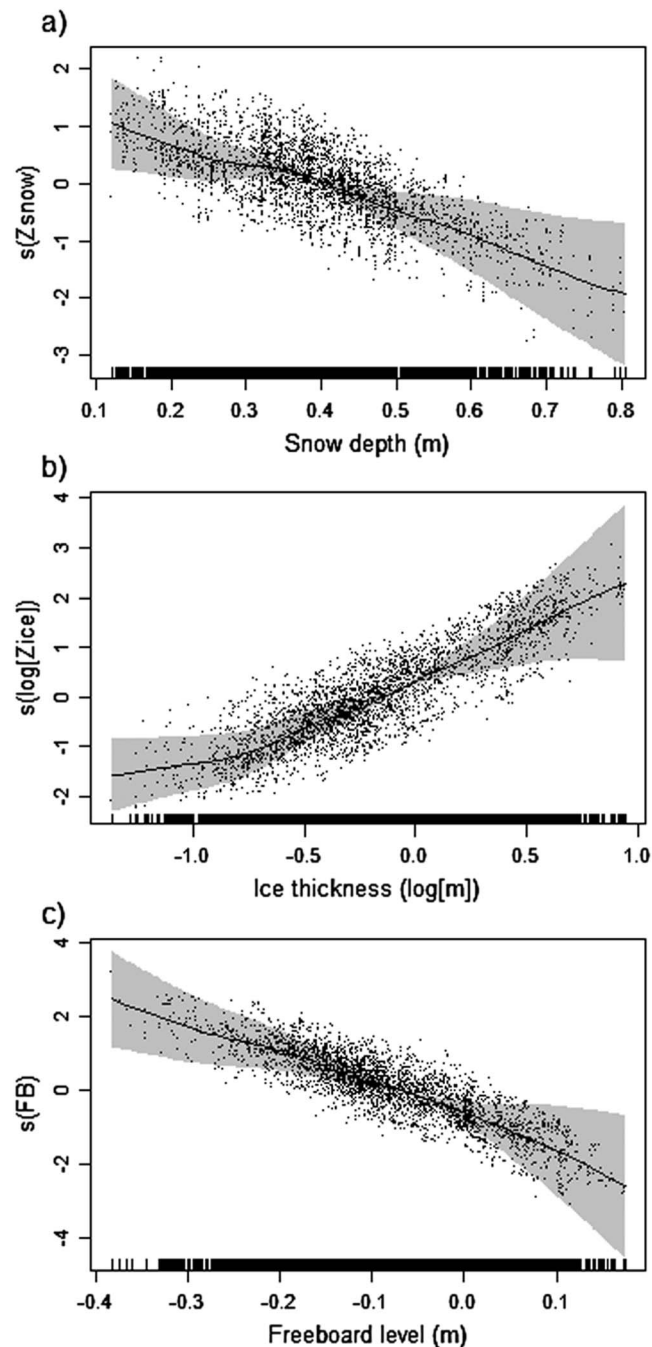 a)
2
1
0
-1
-2
-3
s(Zsnow)
0.1 0.2 0.3 0.4 0.5 0.6 0.7 0.8
Snow depth (m)
b)
4
3
2
1
0
-1
-2
s(log[Zice])
-1.0 -0.5 0.0 0.5 1.0
Ice thickness (log[m])
c)
4
2
0
-2
-4
s(FB)
-0.4 -0.3 -0.2 -0.1 0.0 0.1
Freeboard level (m)